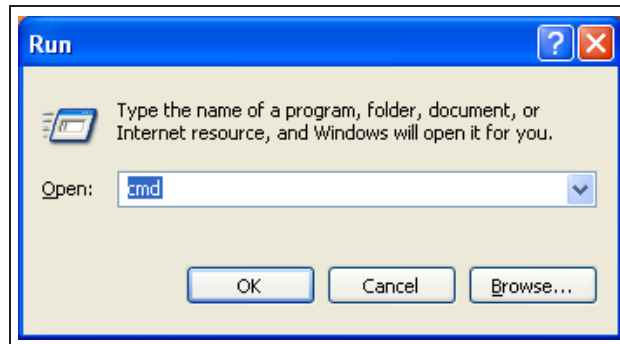 Run
Type the name of a program, folder, document, or
Internet resource, and Windows will open it for you.
Open: cmd
OK Cancel Browse...